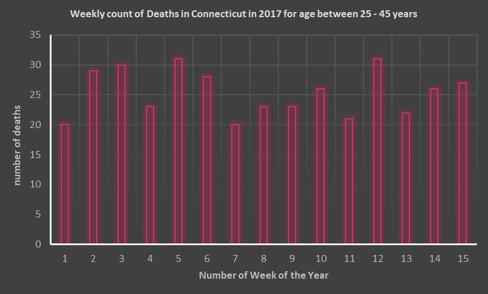 Weekly count of Deaths in Connecticut in 2017 for age between 25 - 45 years
35
30
25
20
15
10
5
0
number of deaths
1 2 3 4 5 6 7 8 9 10 11 12 13 14 15
Number of Week of the Year